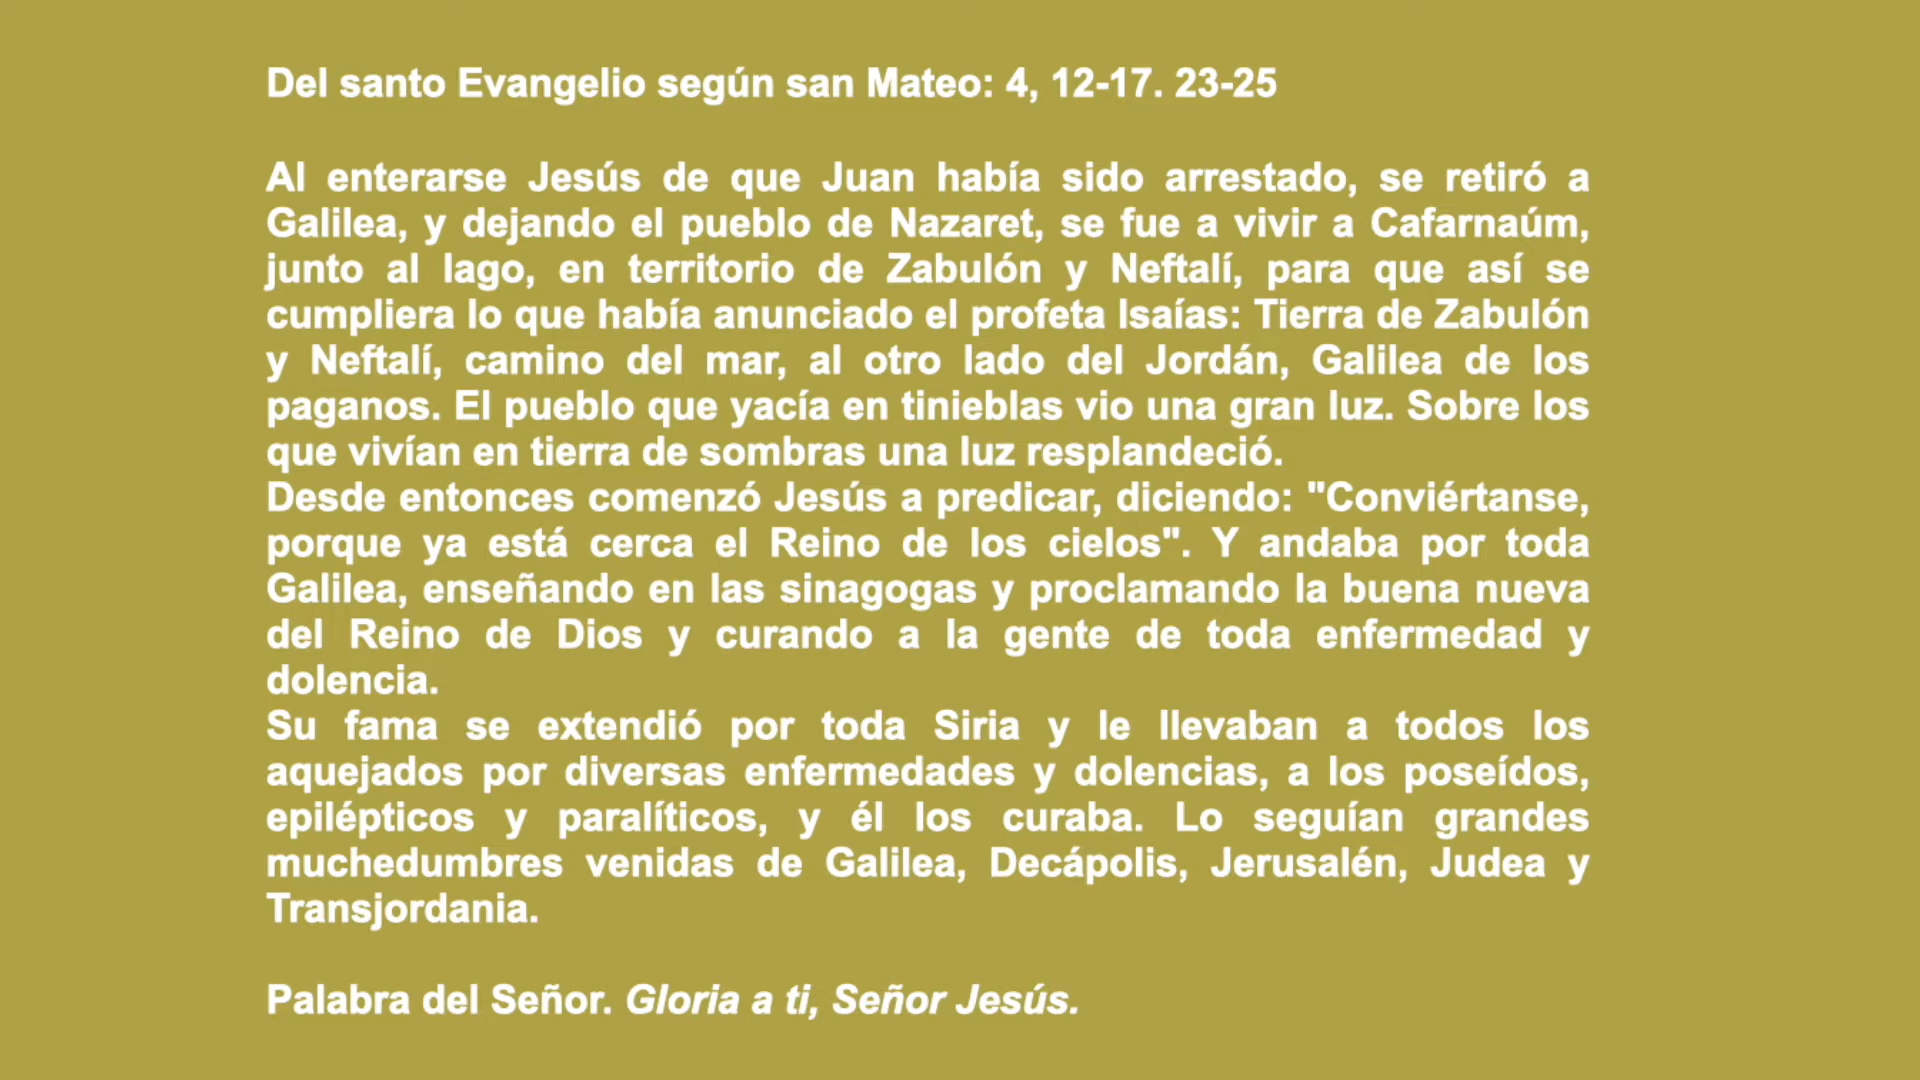 Del santo Evangelio según san Mateo: 4, 12-17. 23-25
Al enterarse Jesús de que Juan había sido arrestado, se retiró a
Galilea, y dejando el pueblo de Nazaret, se fue a vivir a Cafarnaúm,
junto al lago, en territorio de Zabulón y Neftalí, para que así se
cumpliera lo que había anunciado el profeta Isaías: Tierra de Zabulón
y Neftalí, camino del mar, al otro lado del Jordán, Galilea de los
paganos. El pueblo que yacía en tinieblas vio una gran luz. Sobre los
que vivían en tierra de sombras una luz resplandeció.
Desde entonces comenzó Jesús a predicar, diciendo: "Conviértanse,
porque ya está cerca el Reino de los cielos". Y andaba por toda
Galilea, enseñando en las sinagogas y proclamando la buena nueva
del Reino de Dios y curando a la gente de toda enfermedad y
dolencia.
Su fama se extendió por toda Siria y le llevaban a todos los
aquejados por diversas enfermedades y dolencias, a los poseídos,
epilépticos y paralíticos, y él los curaba. Lo seguían grandes
muchedumbres venidas de Galilea, Decápolis, Jerusalén, Judea y
Transjordania.
Palabra del Señor. Gloria a ti, Señor Jesús.